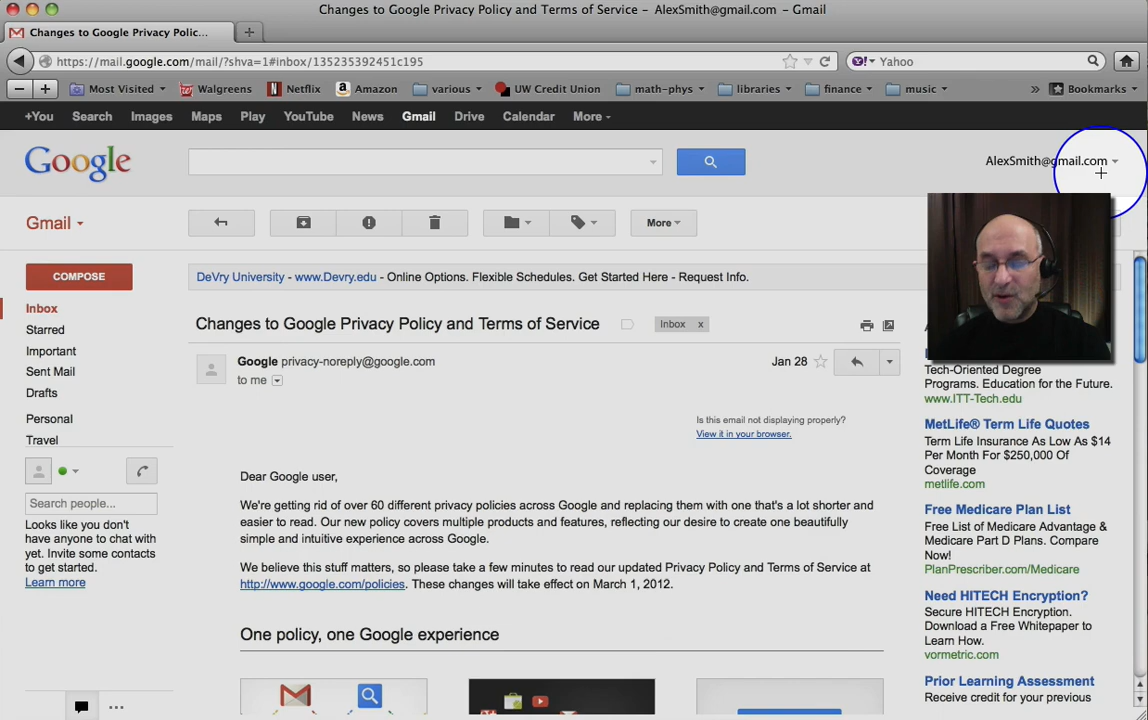 Changes to Google Privacy Policy and Terms of Service – AlexSmith@gmail.com – Gmail
Changes to Google Privacy Polic...
https://mail.google.com/mail/?shva=1#inbox/135235395241c195
Yahoo
Most Visited
Walgreens
Netflix
Amazon
various
UW Credit Union
math-phys
libraries
finance
music
Bookmarks
+You Search Images Maps Play YouTube News Gmail Drive Calendar More
Google
AlexSmith@gmail.com
Gmail
More
COMPOSE
DeVry University - www.Devry.edu - Online Options. Flexible Schedules. Get Started Here - Request Info.
Inbox
Starred
Important
Sent Mail
Drafts
Personal
Travel
Search people...
Looks like you don't
have anyone to chat with
yet. Invite some contacts
to get started.
Learn more
Changes to Google Privacy Policy and Terms of Service
Inbox x
Google privacy-noreply@google.com
Jan 28
to me
Is this email not displaying properly?
View it in your browser.
Dear Google user,
We're getting rid of over 60 different privacy policies across Google and replacing them with one that's a lot shorter and
easier to read. Our new policy covers multiple products and features, reflecting our desire to create one beautifully
simple and intuitive experience across Google.
We believe this stuff matters, so please take a few minutes to read our updated Privacy Policy and Terms of Service at
http://www.google.com/policies. These changes will take effect on March 1, 2012.
One policy, one Google experience
Tech-Oriented Degree
Programs. Education for the Future.
www.ITT-Tech.edu
MetLife® Term Life Quotes
Term Life Insurance As Low As $14
Per Month For $250,000 Of
Coverage
metlife.com
Free Medicare Plan List
Free List of Medicare Advantage &
Medicare Part D Plans. Compare
Now!
PlanPrescriber.com/Medicare
Need HITECH Encryption?
Secure HITECH Encryption.
Download a Free Whitepaper to
Learn How.
vormetric.com
Prior Learning Assessment
Receive credit for your previous